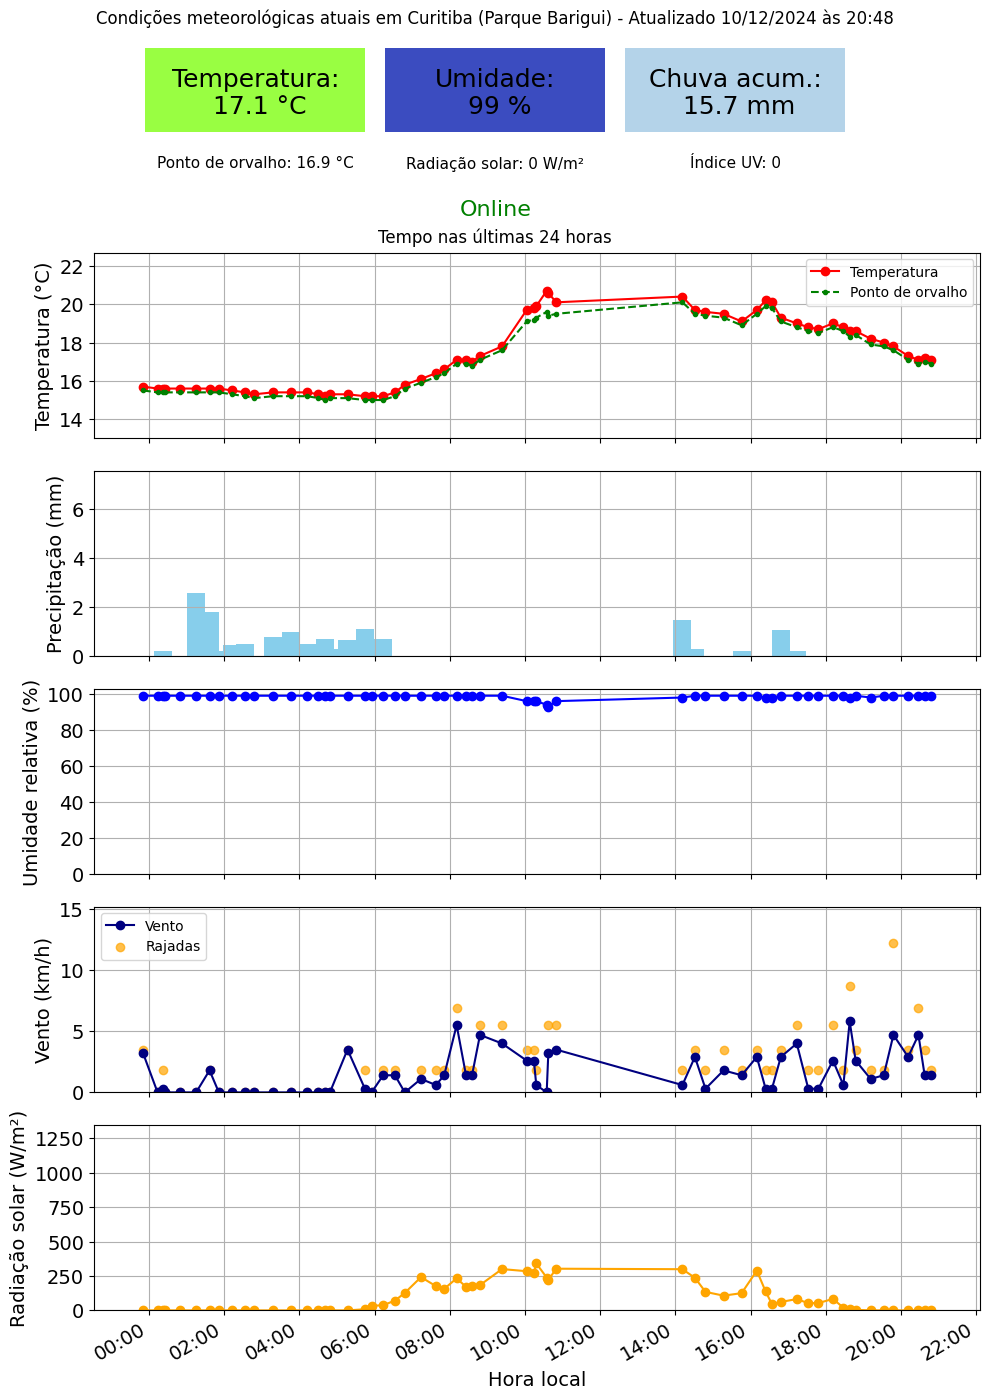 Condições meteorológicas atuais em Curitiba (Parque Barigui) - Atualizado 10/12/2024 às 20:48
Temperatura:
17.1 °C
Umidade:
99 %
Chuva acum.:
15.7 mm
Ponto de orvalho: 16.9 °C
Radiação solar: 0 W/m²
Índice UV: 0
Online
Tempo nas últimas 24 horas
Temperatura (°C)
22
20
18
16
14
Temperatura
Ponto de orvalho
Precipitação (mm)
6
4
2
0
Umidade relativa (%)
100
80
60
40
20
0
Vento (km/h)
15
10
5
0
Vento
Rajadas
Radiação solar (W/m²)
1250
1000
750
500
250
0
00:00
02:00
04:00
06:00
08:00
10:00
12:00
14:00
16:00
18:00
20:00
22:00
Hora local